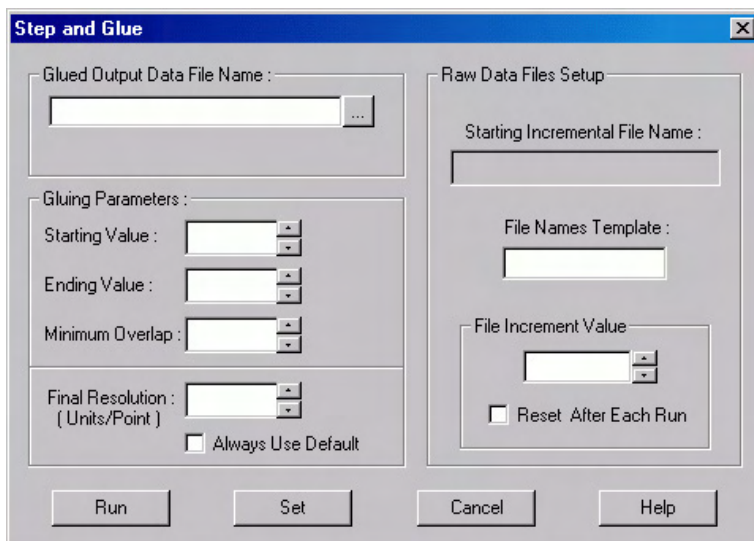 Step and Glue
Glued Output Data File Name :
...
Gluing Parameters :
Starting Value :
Ending Value :
Minimum Overlap :
Final Resolution :
( Units/Point )
Always Use Default
Raw Data Files Setup
Starting Incremental File Name :
File Names Template :
File Increment Value
Reset After Each Run
Run
Set
Cancel
Help